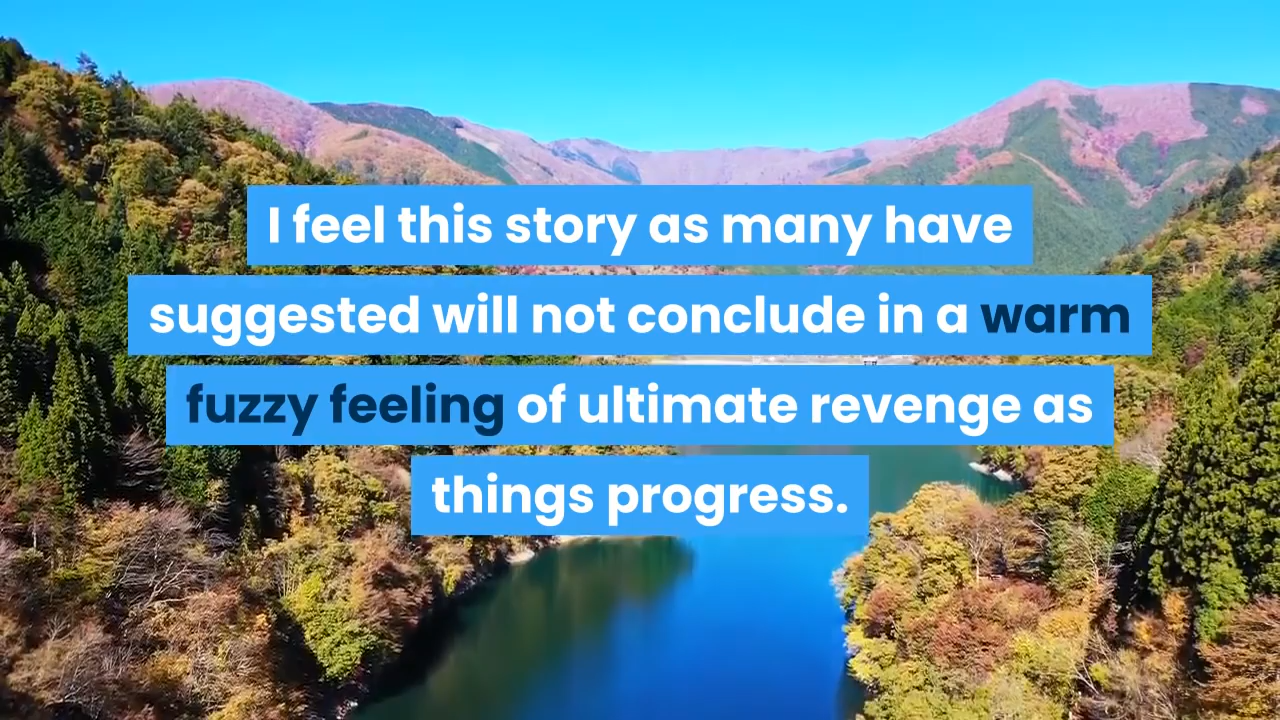 I feel this story as many have
suggested will not conclude in a warm
fuzzy feeling of ultimate revenge as
things progress.